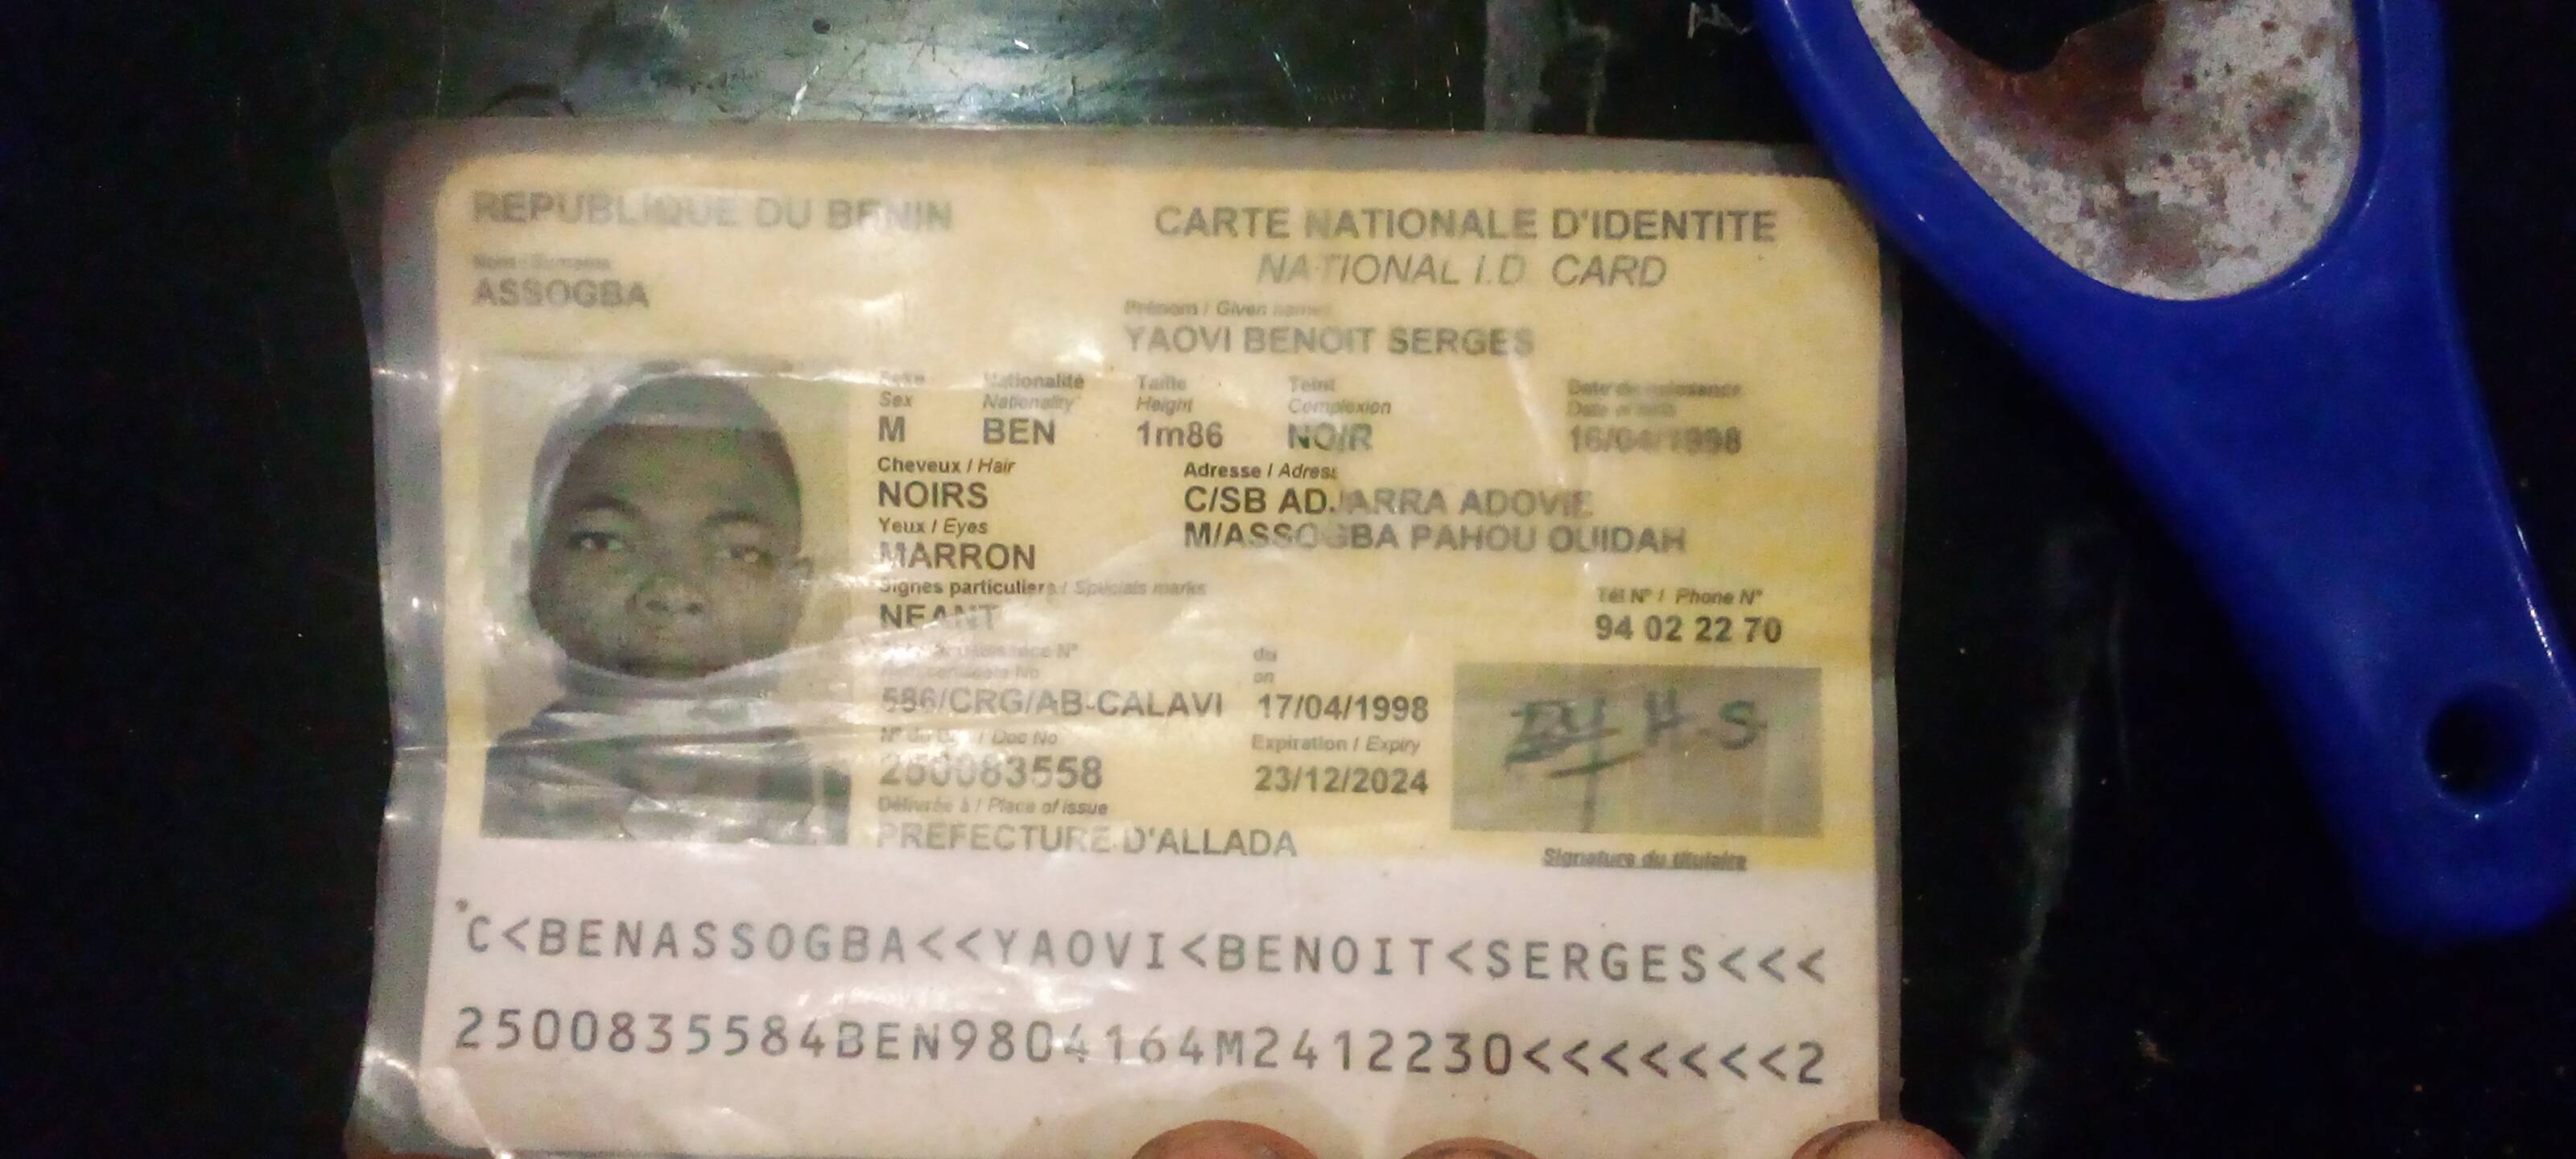 REPUBLIQUE DU BENIN
CARTE NATIONALE D'IDENTITE
NATIONAL I.D. CARD
Nom / Surname
ASSOGBA
Prénom / Given name
YAOVI BENOIT SERGES
Sexe Nationalité Taille Teint Date de naissance
Sex Nationality Height Complexion Date of birth
M BEN 1m86 NOIR 16/04/1998
Cheveux / Hair
NOIRS
Adresse / Adress
C/SB ADJARRA ADOVIE
M/ASSOGBA PAHOU OUIDAH
Yeux / Eyes
MARRON
Signes particuliers / Specials marks
NEANT
Tél N° / Phone N°
94 02 22 70
naissance N° du
certificate No on
586/CRG/AB-CALAVI 17/04/1998
N° du / Doc No Expiration / Expiry
250083558 23/12/2024
Délivrée à / Place of issue
PREFECTURE D'ALLADA
H.S
Signature du titulaire
C<BENASSOGBA<<YAOVI<BENOIT<SERGES<<<
2500835584BEN9804164M2412230<<<<<<<2